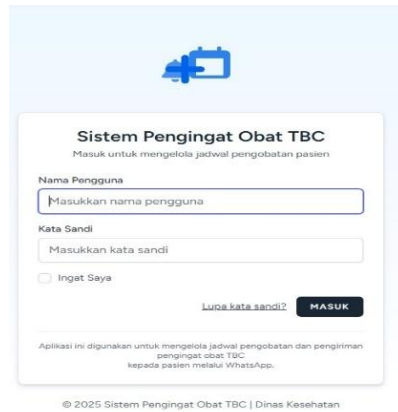 Sistem Pengingat Obat TBC
Masuk untuk mengelola jadwal pengobatan pasien
Nama Pengguna
Masukkan nama pengguna
Kata Sandi
Masukkan kata sandi
Ingat Saya
Lupa kata sandi? MASUK
Aplikasi ini digunakan untuk mengelola jadwal pengobatan dan pengiriman
pengingat obat TBC
kepada pasien melalui WhatsApp.
© 2025 Sistem Pengingat Obat TBC | Dinas Kesehatan